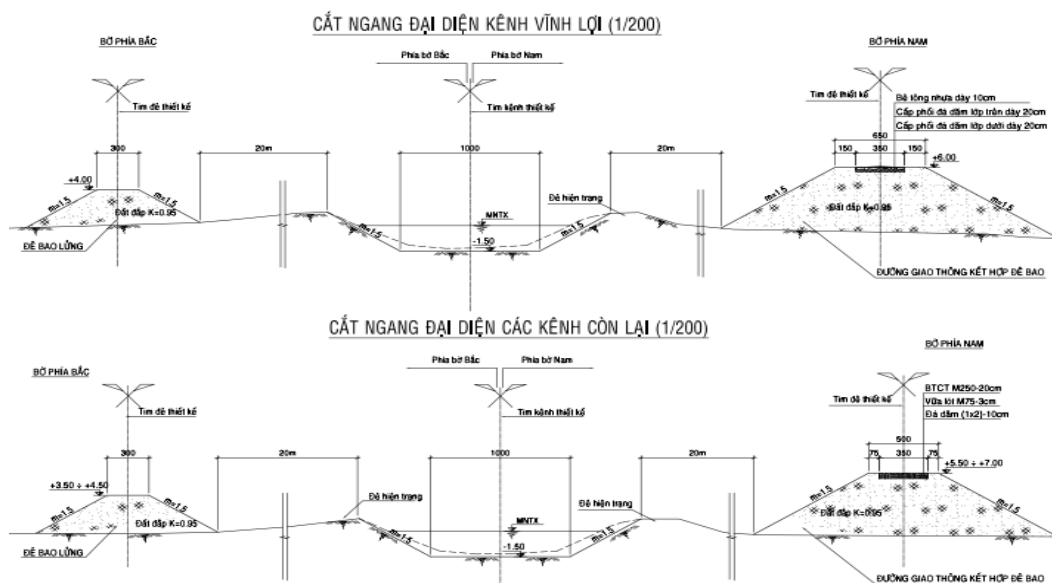 CẮT NGANG ĐẠI DIỆN KÊNH VĨNH LỢI (1/200)
BỜ PHÍA BẮC
Phía bờ Bắc
Phía bờ Nam
BỜ PHÍA NAM
Tim đê thiết kế
Tim kênh thiết kế
Tim đê thiết kế
Bê tông nhựa dày 10cm
Cấp phối đá dăm lớp trên dày 20cm
Cấp phối đá dăm lớp dưới dày 20cm
650
300
20m
1000
20m
150
350
150
+4.00
+6.00
m=1.5
m=1.5
Đất đắp K=0.95
ĐÊ BAO LỬNG
m=1.5
MNTX
-1.50
m=1.5
Đê hiện trạng
m=1.5
Đất đắp K=0.95
m=1.5
ĐƯỜNG GIAO THÔNG KẾT HỢP ĐÊ BAO
CẮT NGANG ĐẠI DIỆN CÁC KÊNH CÒN LẠI (1/200)
BỜ PHÍA BẮC
Phía bờ Bắc
Phía bờ Nam
BỜ PHÍA NAM
Tim đê thiết kế
Tim kênh thiết kế
Tim đê thiết kế
BTCT M250-20cm
Vữa lót M75-3cm
Đá dăm (1x2)-10cm
500
300
20m
1000
20m
75
350
75
+3.50 ÷ +4.50
+5.50 ÷ +7.00
m=1.5
m=1.5
Đất đắp K=0.95
ĐÊ BAO LỬNG
Đê hiện trạng
m=1.5
MNTX
-1.50
m=1.5
Đê hiện trạng
m=1.5
Đất đắp K=0.95
m=1.5
ĐƯỜNG GIAO THÔNG KẾT HỢP ĐÊ BAO